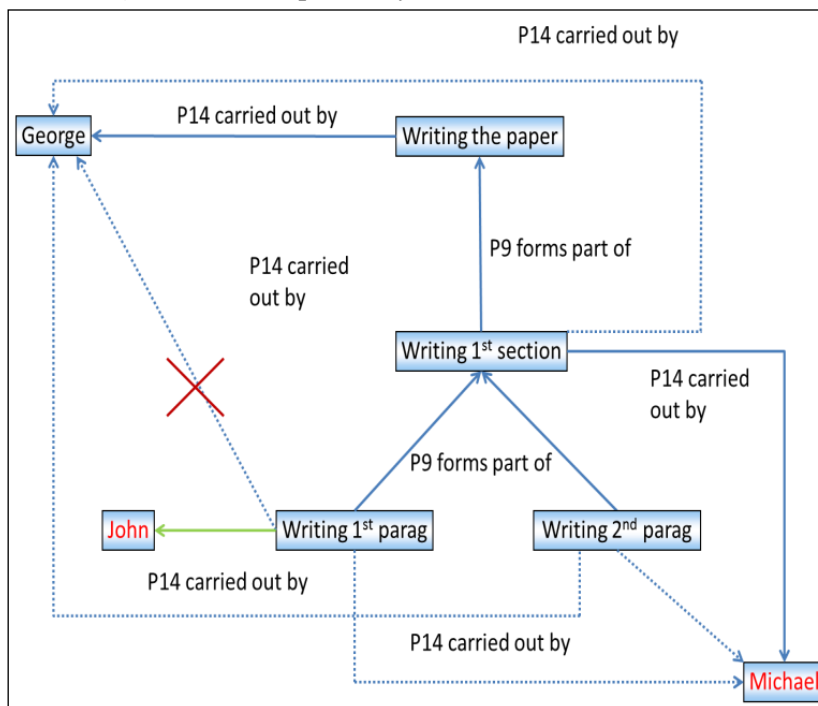 P14 carried out by
P14 carried out by
George
Writing the paper
P9 forms part of
P14 carried
out by
Writing 1st section
P14 carried
out by
P9 forms part of
John
Writing 1st parag
Writing 2nd parag
P14 carried out by
P14 carried out by
Michael